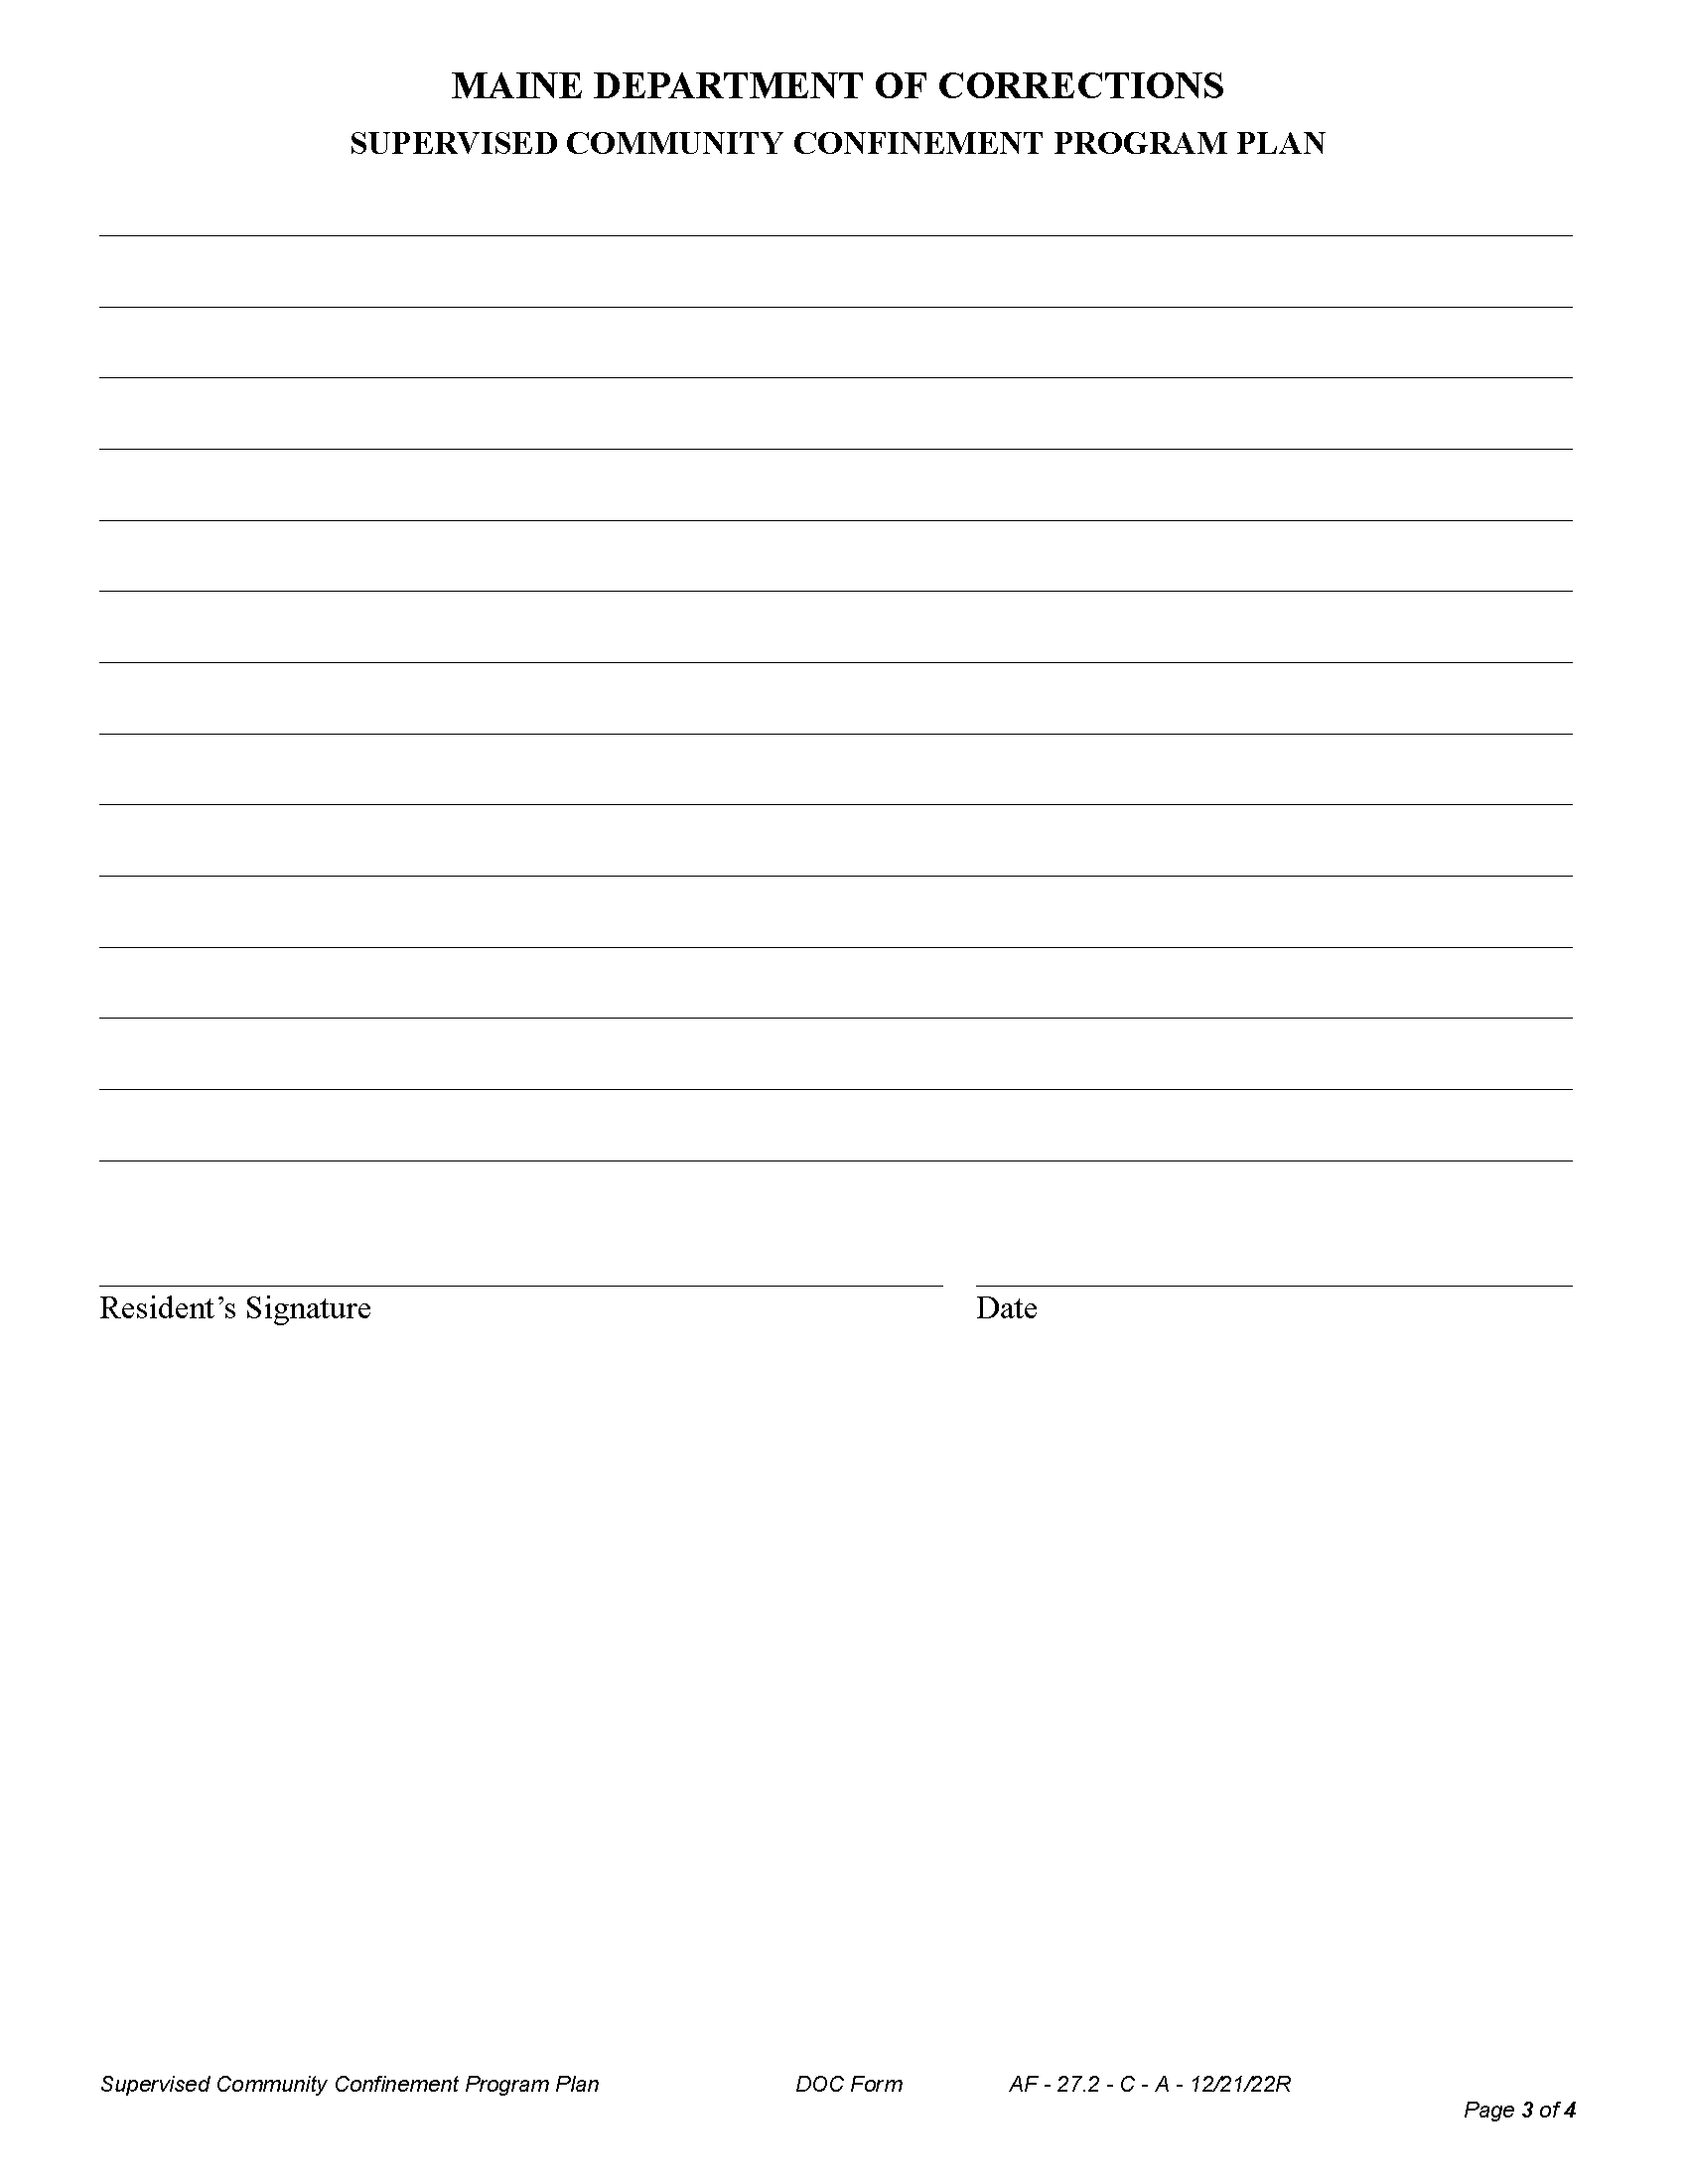 MAINE DEPARTMENT OF CORRECTIONS
SUPERVISED COMMUNITY CONFINEMENT PROGRAM PLAN
Resident’s Signature Date
Supervised Community Confinement Program Plan DOC Form AF - 27.2 - C - A - 12/21/22R
Page 3 of 4